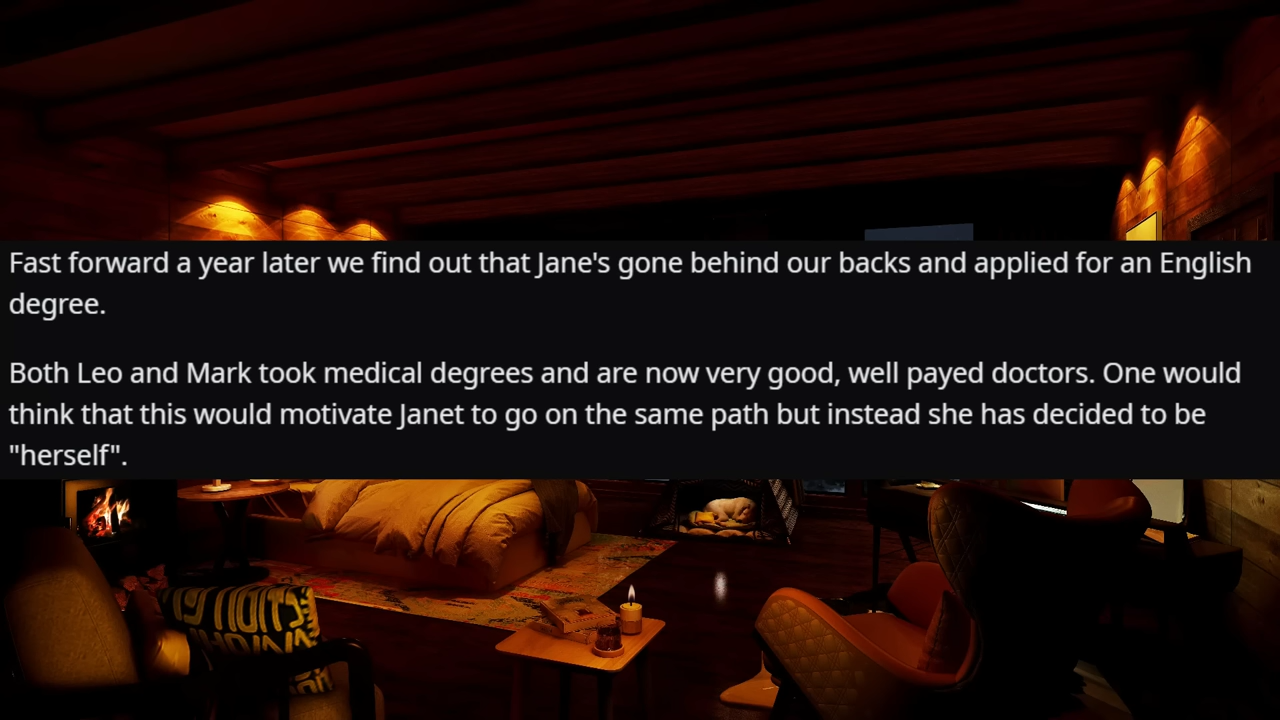 Fast forward a year later we find out that Jane's gone behind our backs and applied for an English
degree.
Both Leo and Mark took medical degrees and are now very good, well payed doctors. One would
think that this would motivate Janet to go on the same path but instead she has decided to be
"herself".